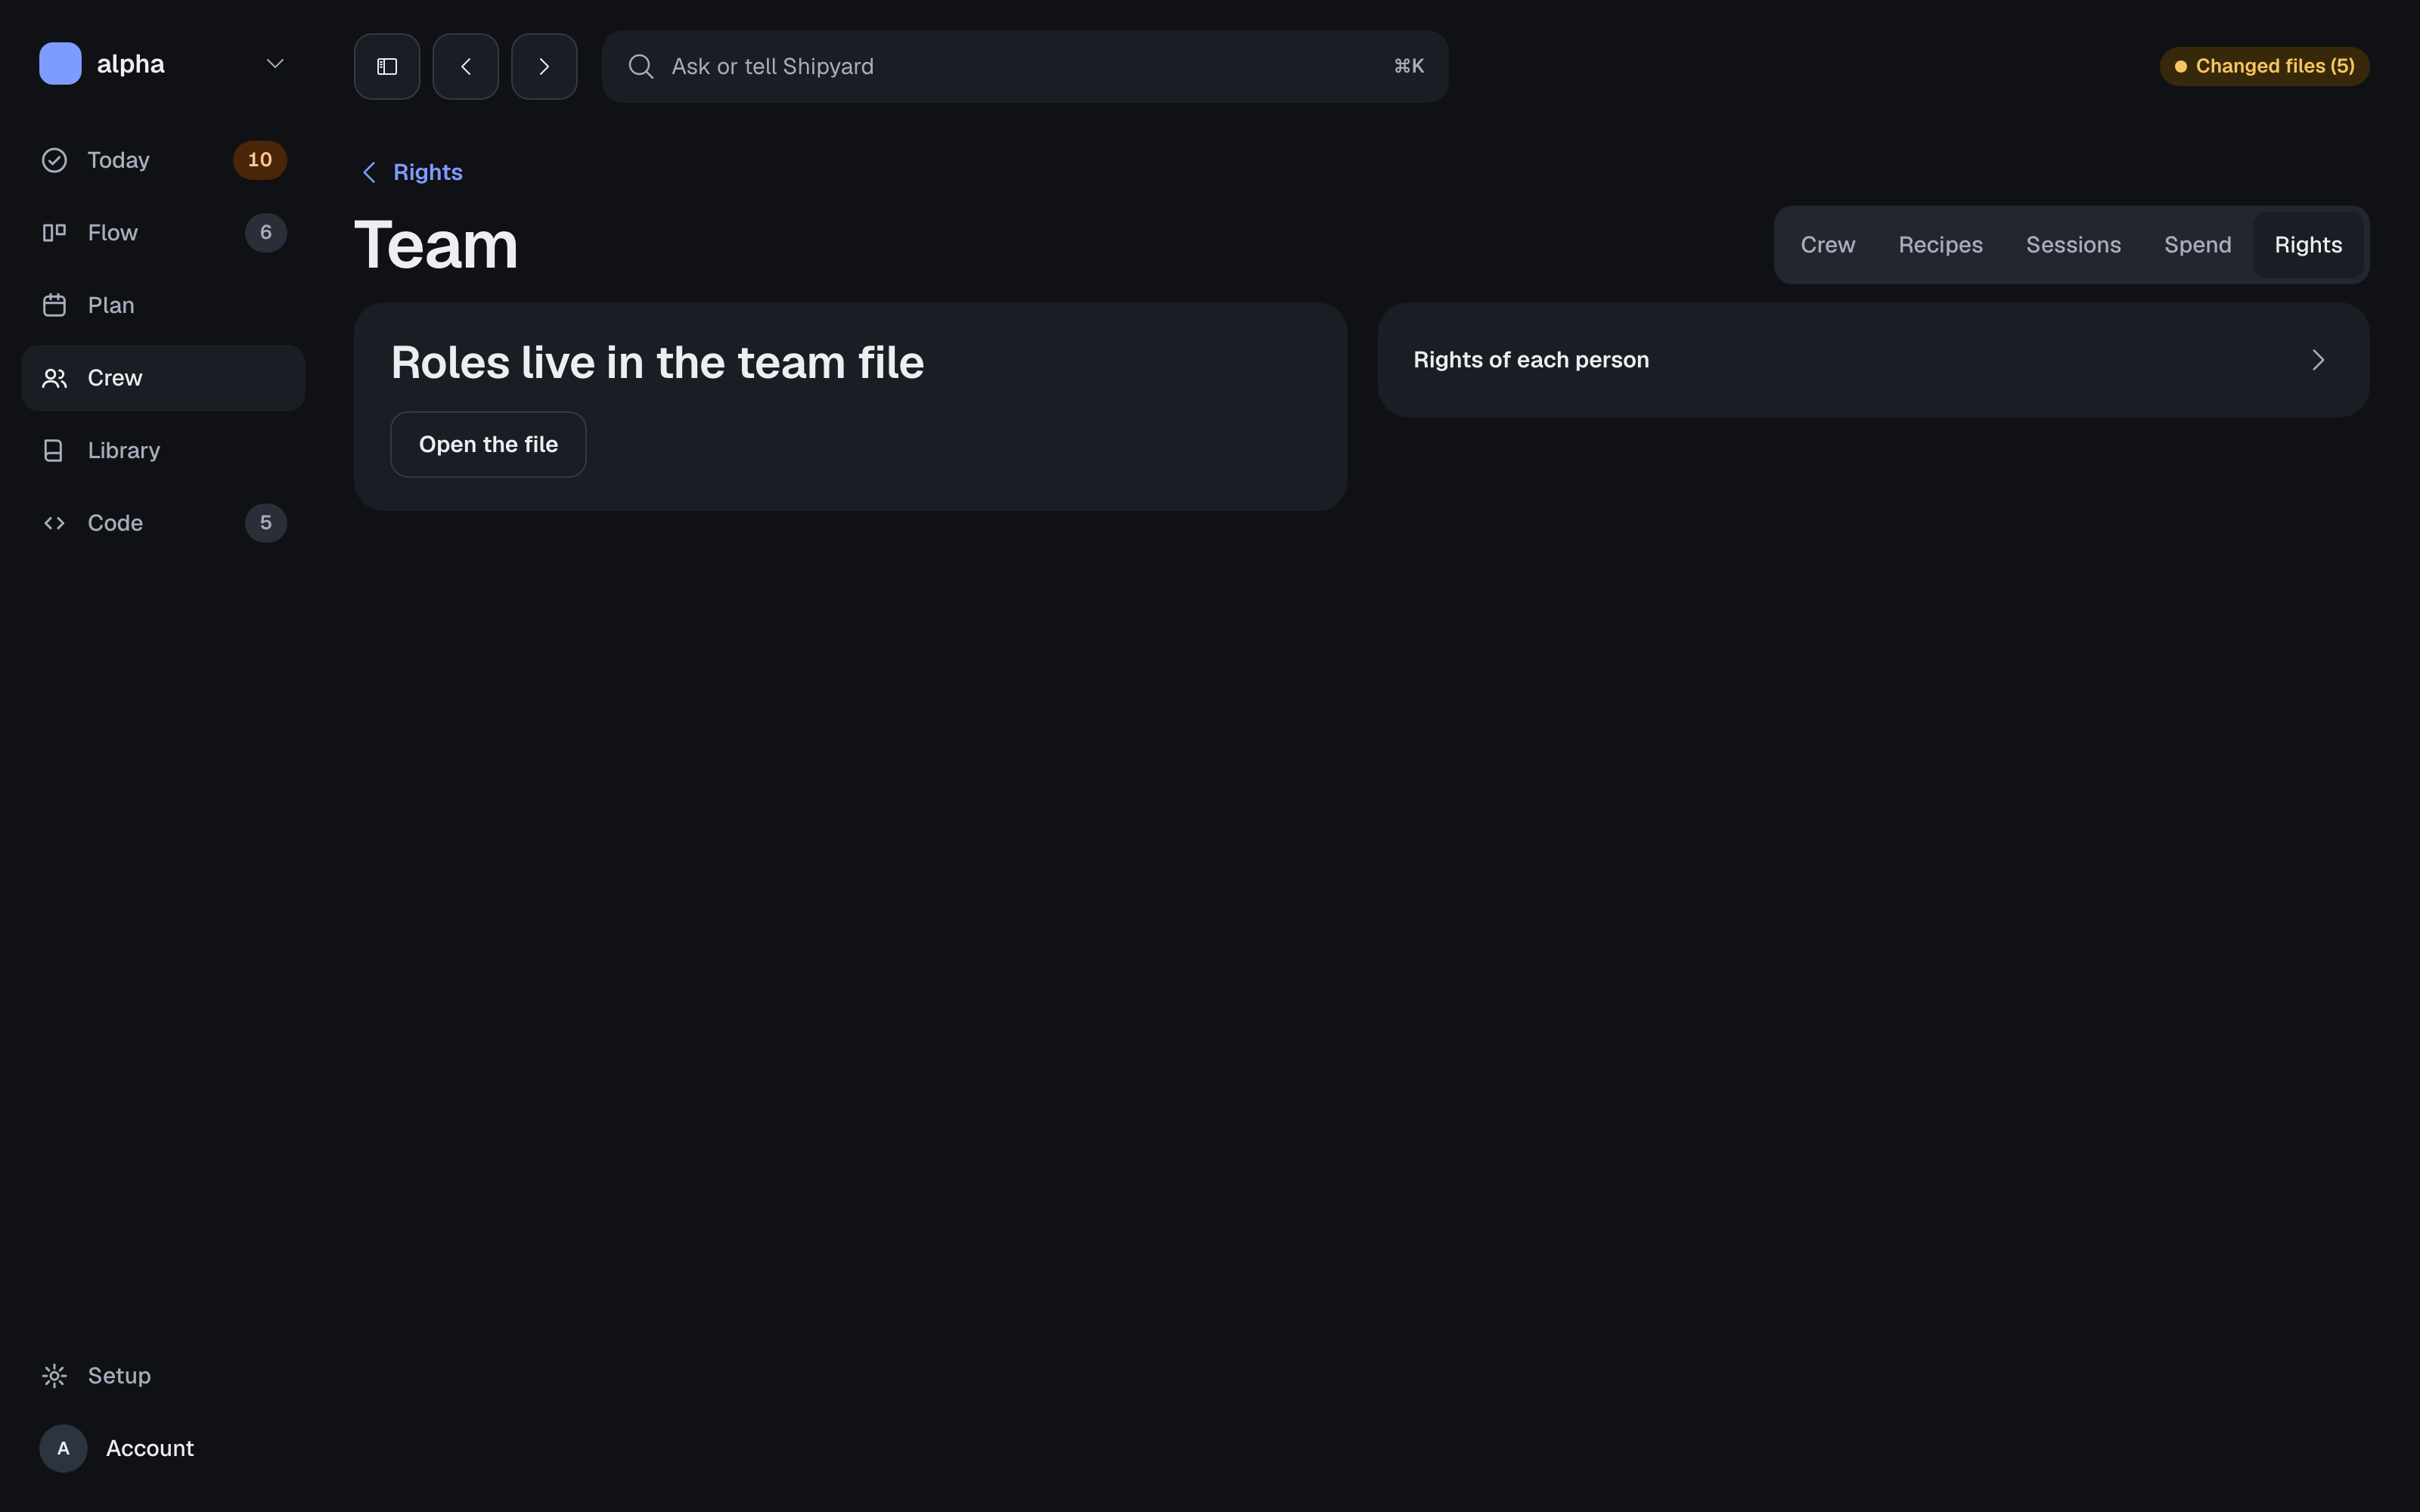 alpha
Ask or tell Shipyard ⌘K
Changed files (5)
Today 10
Flow 6
Plan
Crew
Library
Code 5
Rights
Team
Crew Recipes Sessions Spend Rights
Roles live in the team file
Open the file
Rights of each person
Setup
A Account